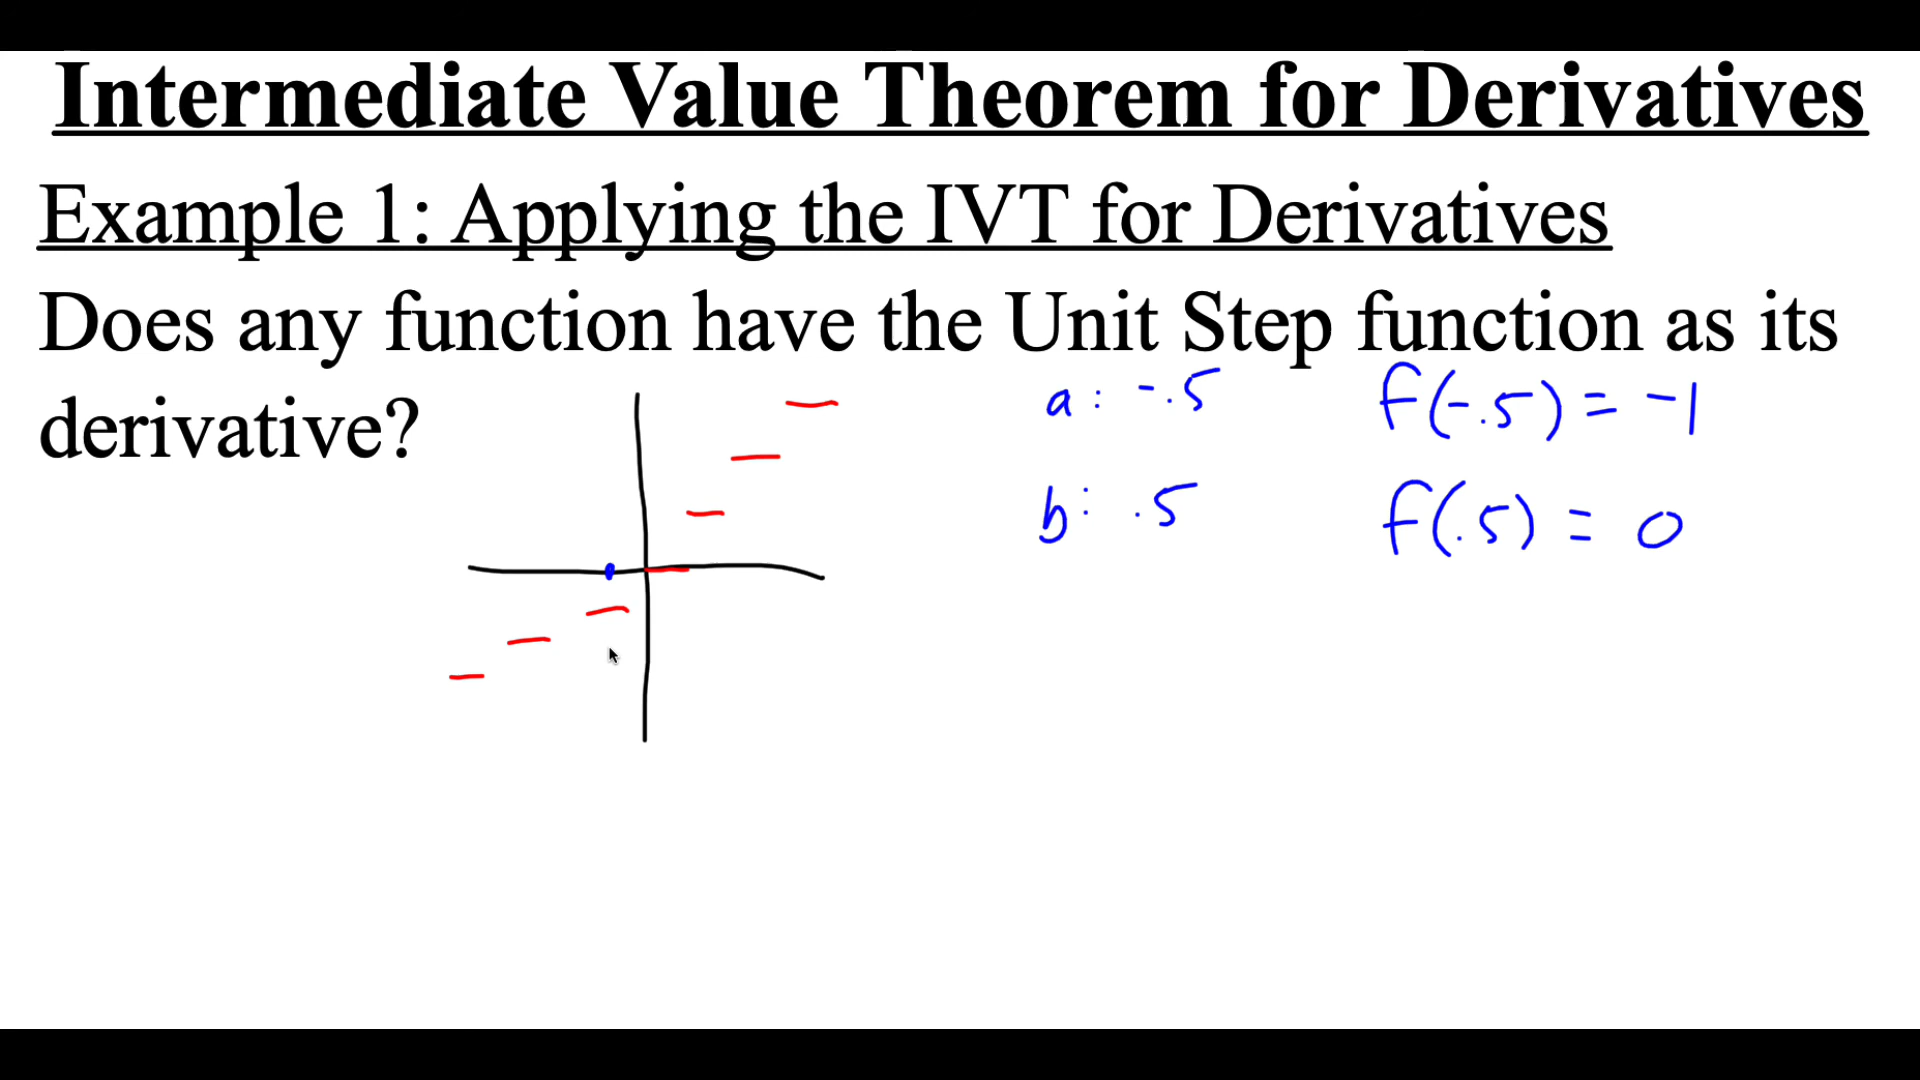 Intermediate Value Theorem for Derivatives
Example 1: Applying the IVT for Derivatives
Does any function have the Unit Step function as its
derivative?
a: -.5 f(-.5) = -1
b: .5 f(.5) = 0